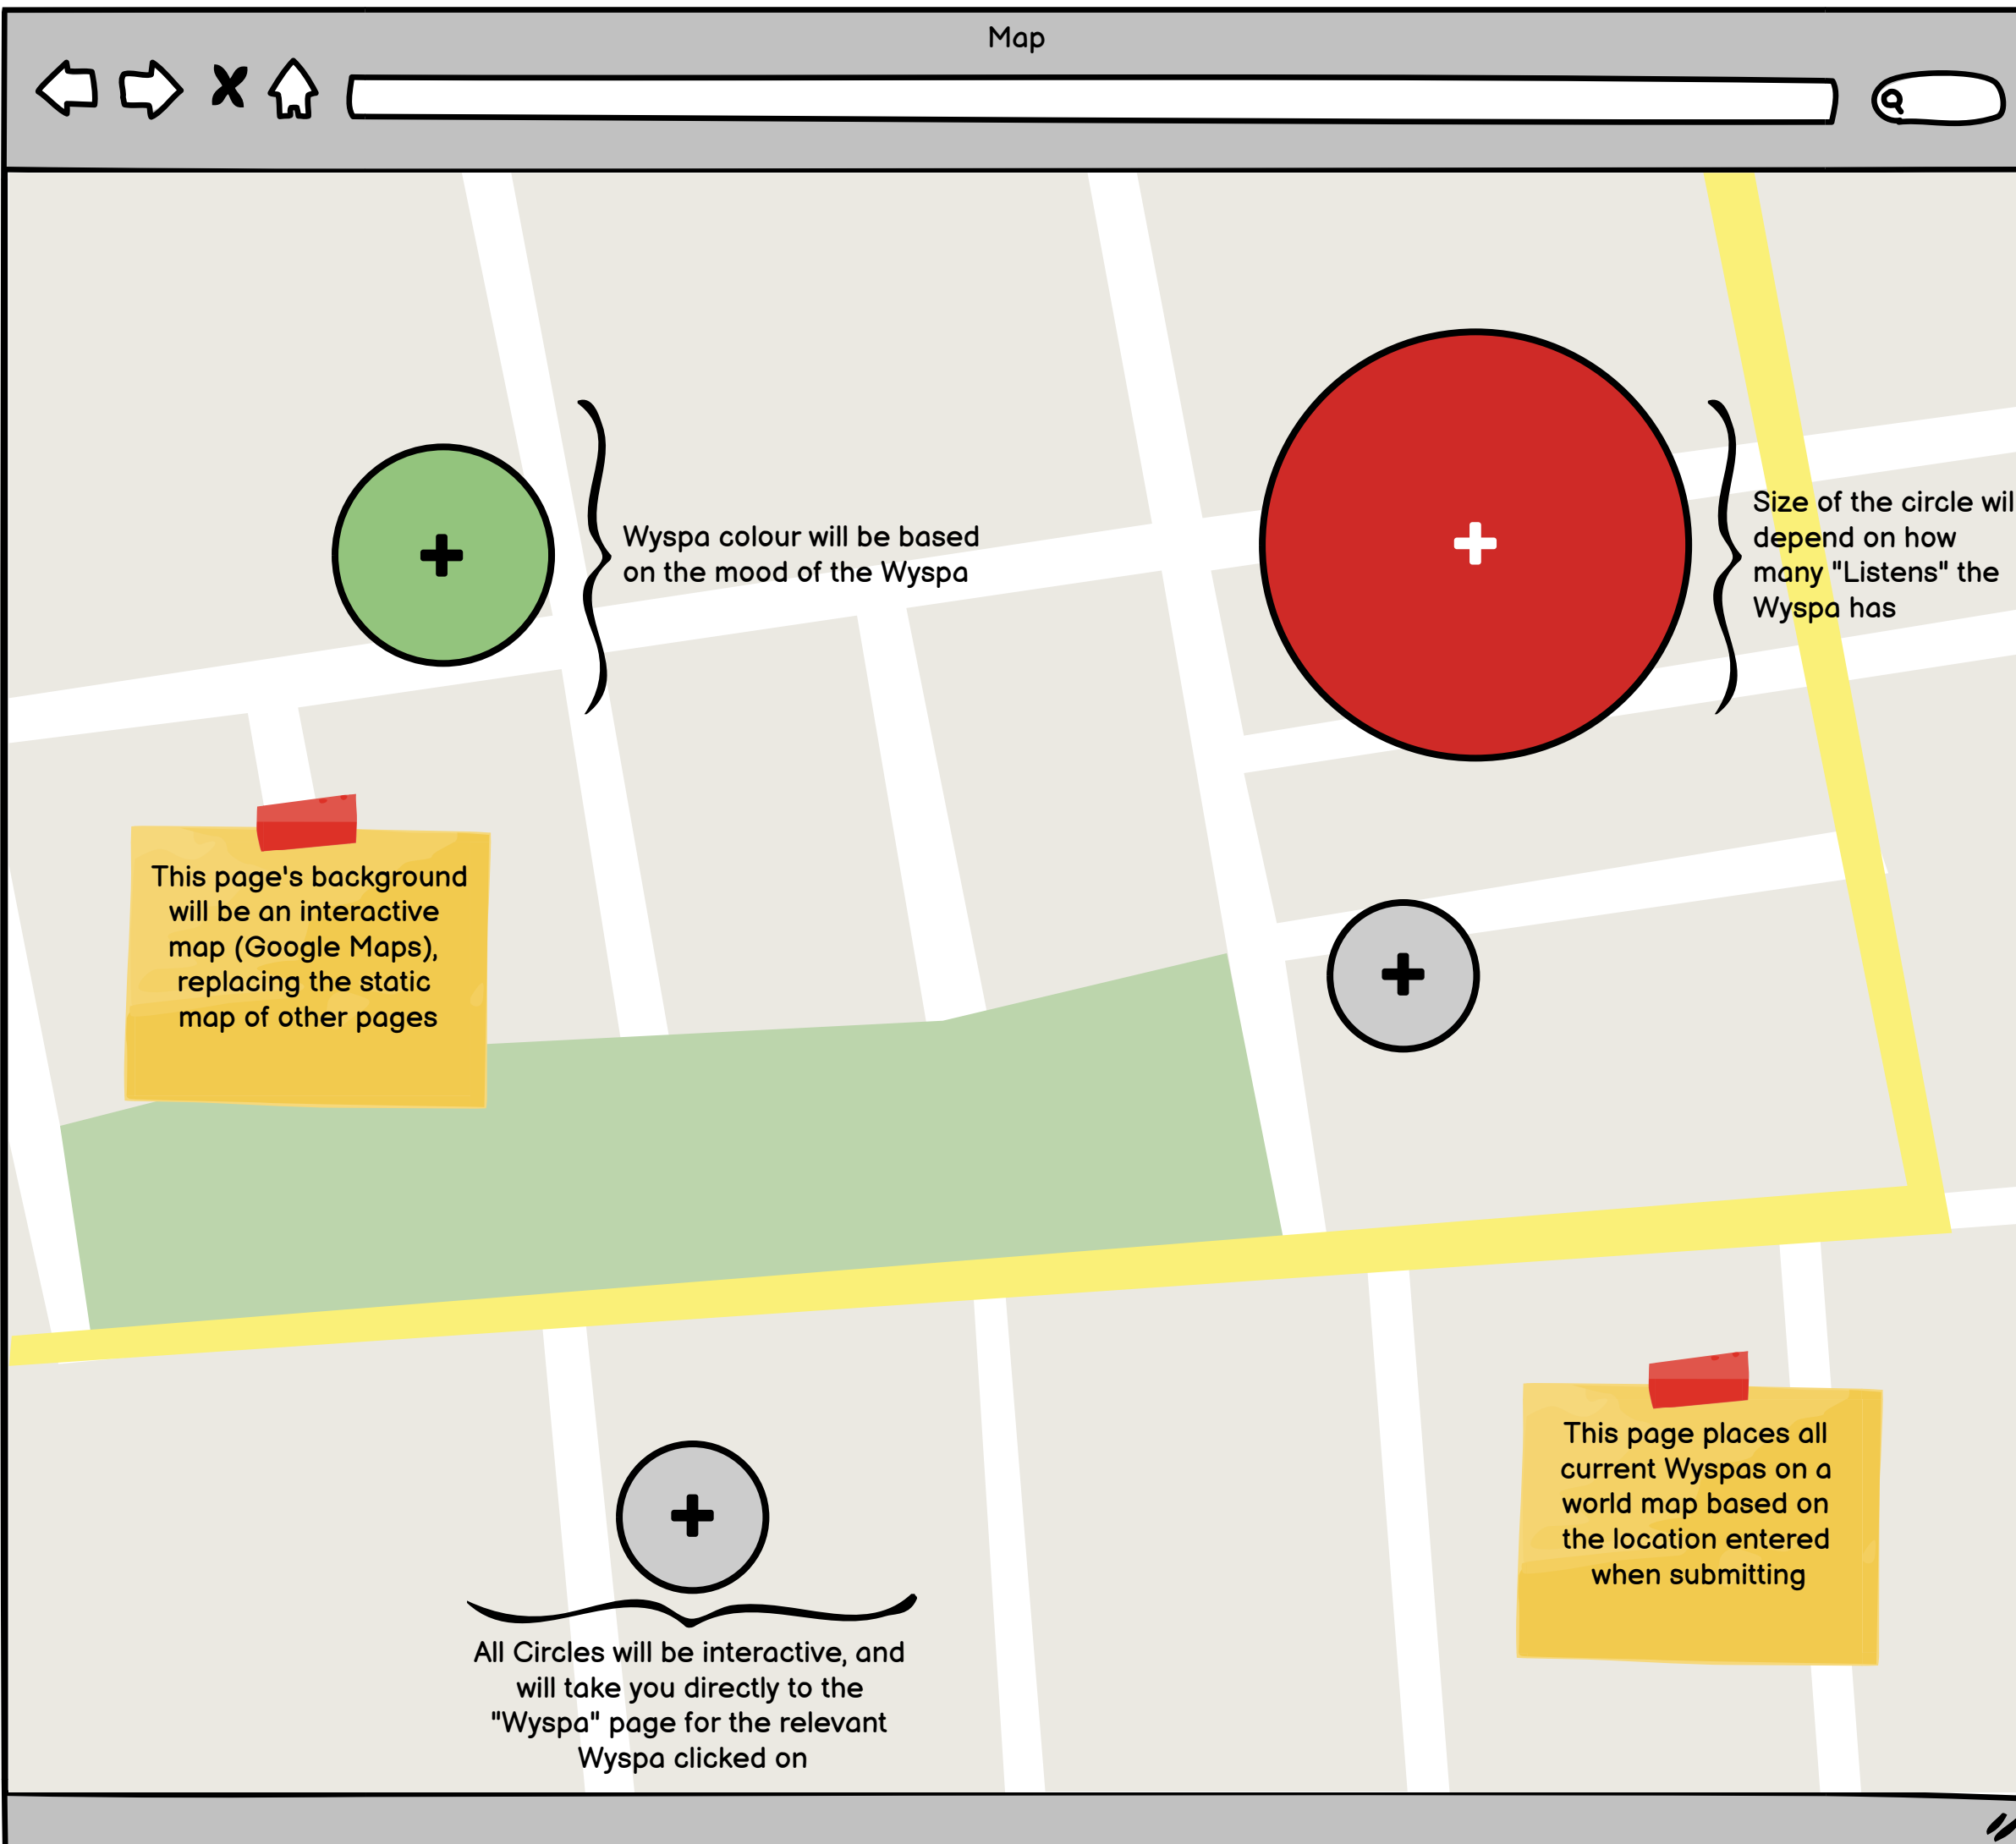 Map
Wyspa colour will be based
on the mood of the Wyspa
Size of the circle wil
depend on how
many "Listens" the
Wyspa has
This page's background
will be an interactive
map (Google Maps),
replacing the static
map of other pages
This page places all
current Wyspas on a
world map based on
the location entered
when submitting
All Circles will be interactive, and
will take you directly to the
"Wyspa" page for the relevant
Wyspa clicked on